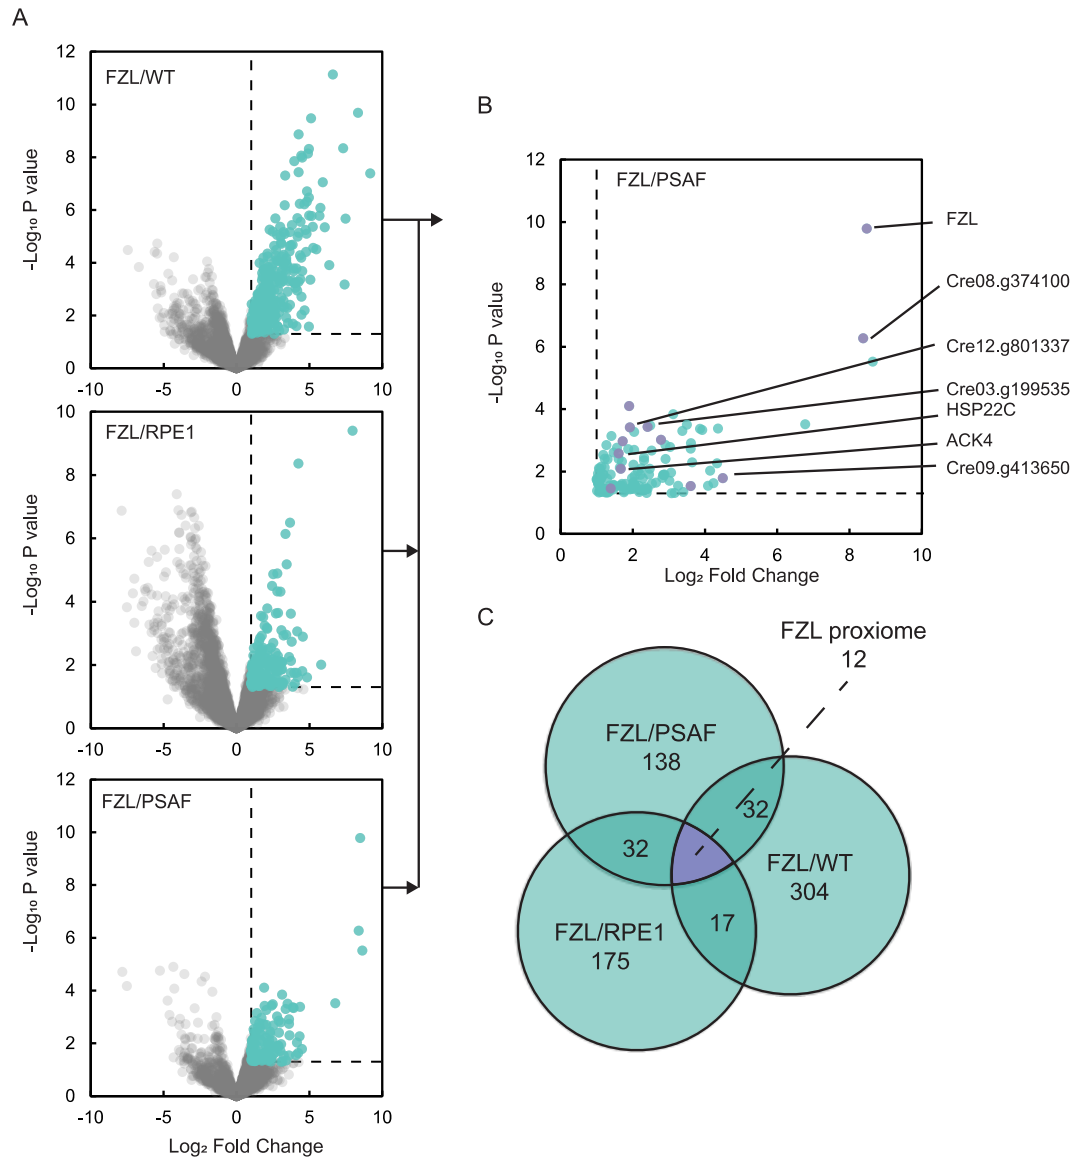 A
FZL/WT
12
10
8
6
4
2
0
-Log₁₀ P value
-10
-5
0
5
10
FZL/RPE1
10
8
6
4
2
0
-Log₁₀ P value
-10
-5
0
5
10
FZL/PSAF
12
10
8
6
4
2
0
-Log₁₀ P value
-10
-5
0
5
10
Log₂ Fold Change
B
FZL/PSAF
12
10
8
6
4
2
0
-Log₁₀ P value
0
2
4
6
8
10
Log₂ Fold Change
FZL
Cre08.g374100
Cre12.g801337
Cre03.g199535
HSP22C
ACK4
Cre09.g413650
C
FZL proxiome
12
FZL/PSAF
138
32
32
FZL/WT
304
FZL/RPE1
175
17